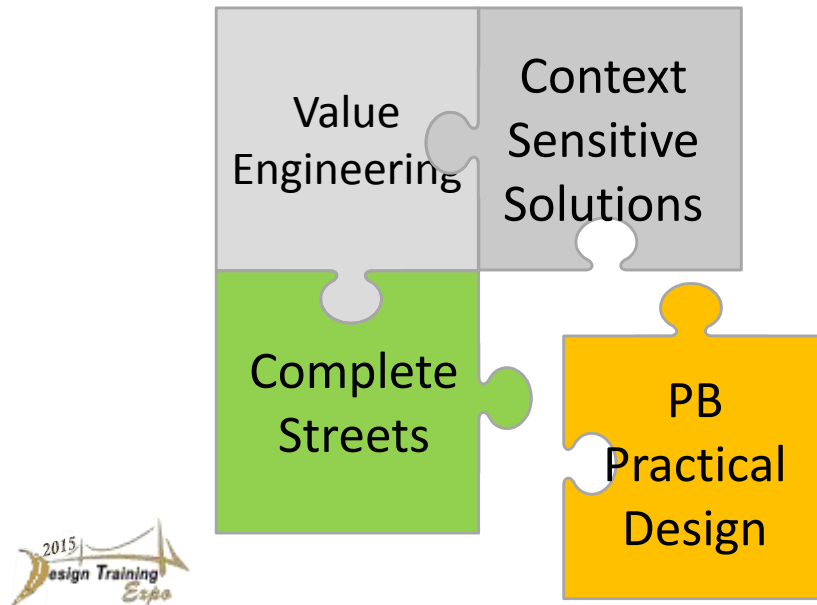 Value
Engineering
Context
Sensitive
Solutions
Complete
Streets
PB
Practical
Design
2015
Design Training
Expo